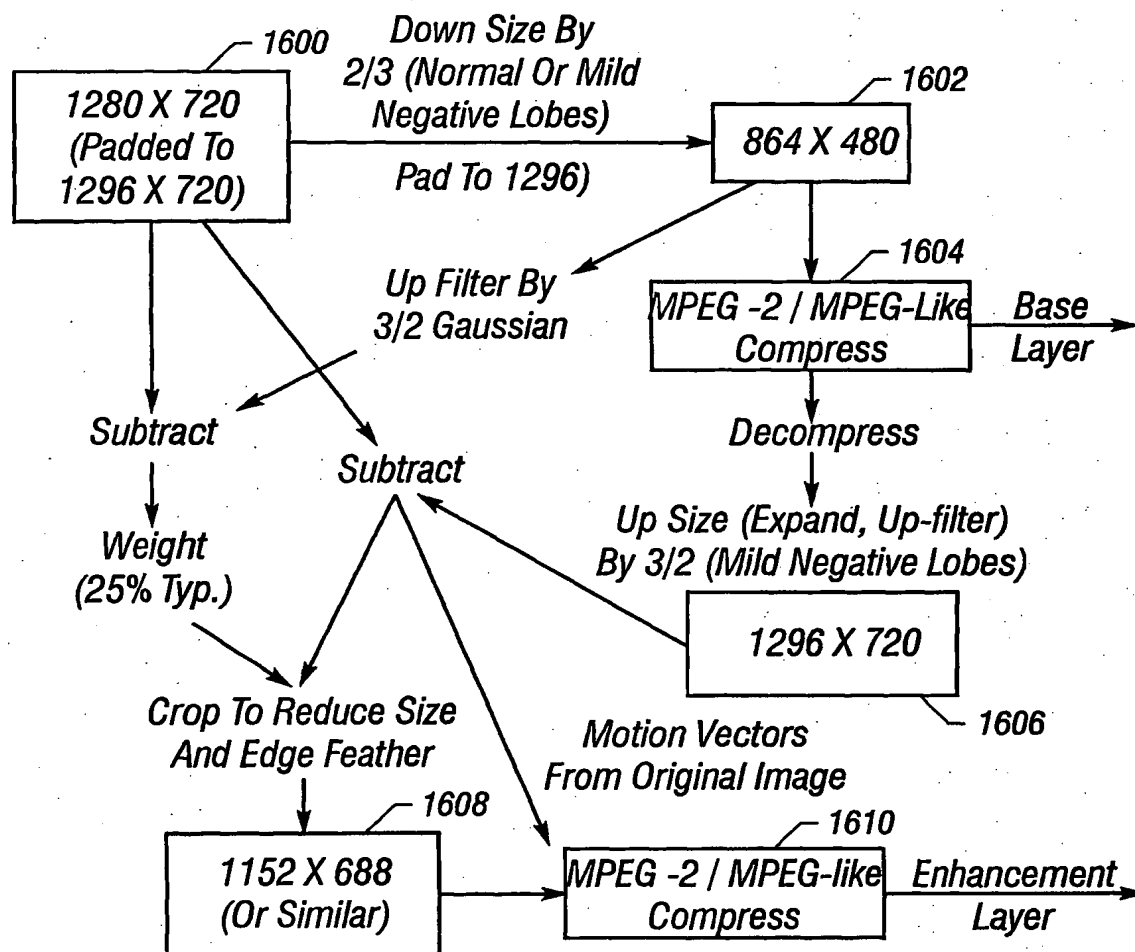 1600
1280 X 720
(Padded To
1296 X 720)
Down Size By
2/3 (Normal Or Mild
Negative Lobes)
Pad To 1296)
1602
864 X 480
Up Filter By
3/2 Gaussian
1604
MPEG -2 / MPEG-Like
Compress
Base
Layer
Subtract
Subtract
Decompress
Weight
(25% Typ.)
Up Size (Expand, Up-filter)
By 3/2 (Mild Negative Lobes)
1296 X 720
1606
Crop To Reduce Size
And Edge Feather
Motion Vectors
From Original Image
1608
1152 X 688
(Or Similar)
1610
MPEG -2 / MPEG-like
Compress
Enhancement
Layer